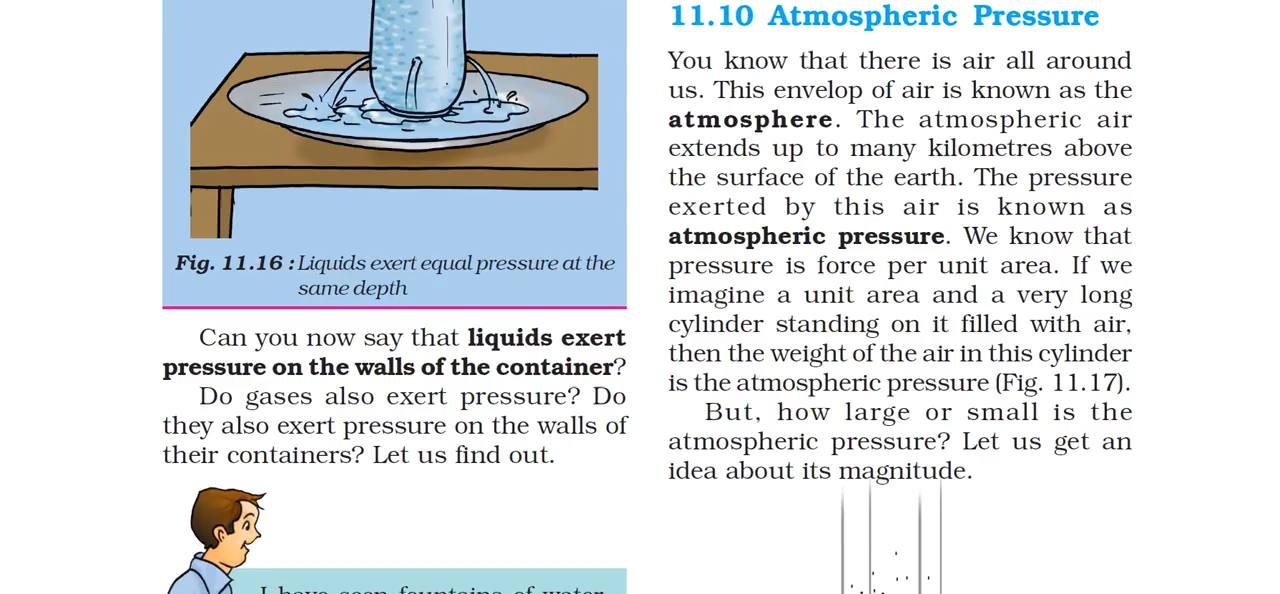 Fig. 11.16 : Liquids exert equal pressure at the
same depth
Can you now say that liquids exert
pressure on the walls of the container?
Do gases also exert pressure? Do
they also exert pressure on the walls of
their containers? Let us find out.
I have seen fountains of water
11.10 Atmospheric Pressure
You know that there is air all around
us. This envelop of air is known as the
atmosphere. The atmospheric air
extends up to many kilometres above
the surface of the earth. The pressure
exerted by this air is known as
atmospheric pressure. We know that
pressure is force per unit area. If we
imagine a unit area and a very long
cylinder standing on it filled with air,
then the weight of the air in this cylinder
is the atmospheric pressure (Fig. 11.17).
But, how large or small is the
atmospheric pressure? Let us get an
idea about its magnitude.